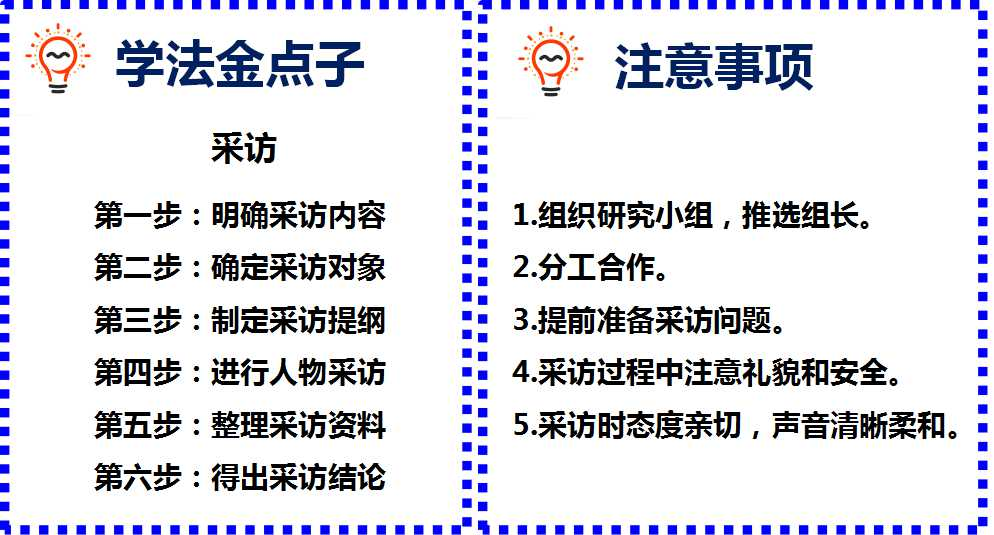 学法金点子
采访
第一步：明确采访内容
第二步：确定采访对象
第三步：制定采访提纲
第四步：进行人物采访
第五步：整理采访资料
第六步：得出采访结论
注意事项
1.组织研究小组，推选组长。
2.分工合作。
3.提前准备采访问题。
4.采访过程中注意礼貌和安全。
5.采访时态度亲切，声音清晰柔和。